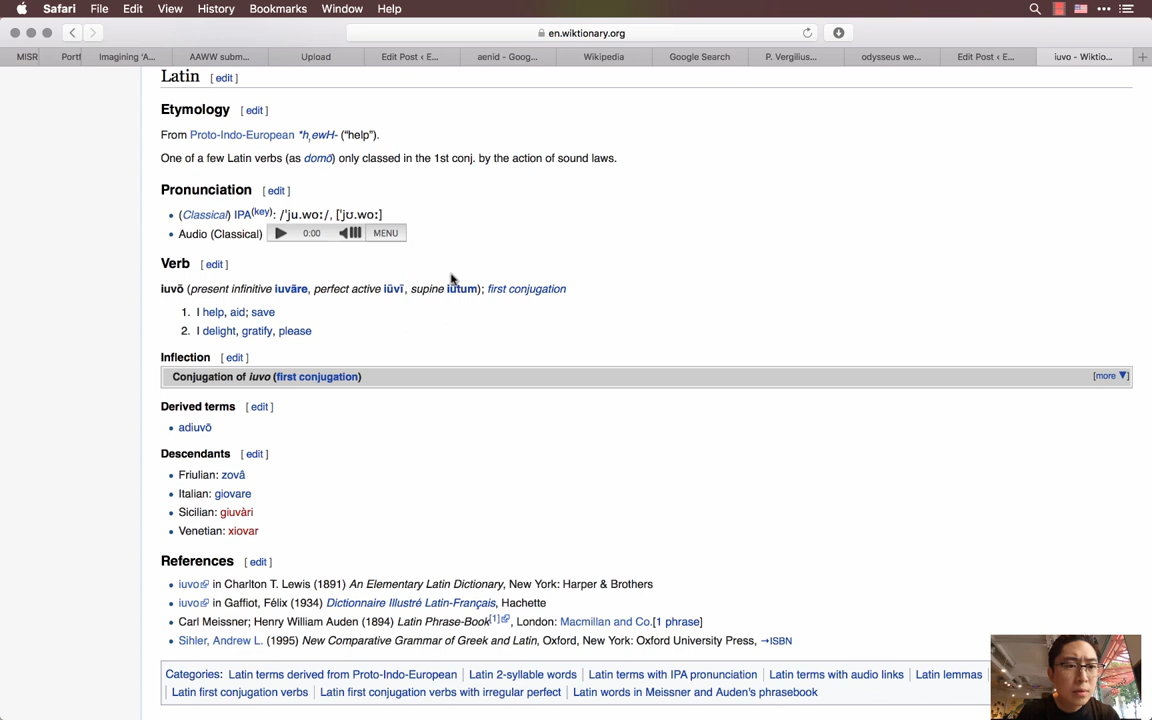 Safari File Edit View History Bookmarks Window Help
en.wiktionary.org
MISR Portf Imagining 'A... AAWW subm... Upload Edit Post ‹ E... aenid - Goog... Wikipedia Google Search P. Vergilius... odysseus we... Edit Post ‹ E... iuvo - Wiktio...
Latin [ edit ]
Etymology [ edit ]
From Proto-Indo-European *h₁ewH- (“help”).
One of a few Latin verbs (as domō) only classed in the 1st conj. by the action of sound laws.
Pronunciation [ edit ]
• (Classical) IPA(key): /ˈju.woː/, [ˈjʊ.woː]
• Audio (Classical) 0:00 MENU
Verb [ edit ]
iuvō (present infinitive iuvāre, perfect active iūvī, supine iūtum); first conjugation
1. I help, aid; save
2. I delight, gratify, please
Inflection [ edit ]
Conjugation of iuvo (first conjugation) [more ▼]
Derived terms [ edit ]
• adiuvō
Descendants [ edit ]
• Friulian: zovâ
• Italian: giovare
• Sicilian: giuvàri
• Venetian: xiovar
References [ edit ]
• iuvo in Charlton T. Lewis (1891) An Elementary Latin Dictionary, New York: Harper & Brothers
• iuvo in Gaffiot, Félix (1934) Dictionnaire Illustré Latin-Français, Hachette
• Carl Meissner; Henry William Auden (1894) Latin Phrase-Book[1], London: Macmillan and Co.[1 phrase]
• Sihler, Andrew L. (1995) New Comparative Grammar of Greek and Latin, Oxford, New York: Oxford University Press, →ISBN
Categories: Latin terms derived from Proto-Indo-European | Latin 2-syllable words | Latin terms with IPA pronunciation | Latin terms with audio links | Latin lemmas
Latin first conjugation verbs | Latin first conjugation verbs with irregular perfect | Latin words in Meissner and Auden's phrasebook